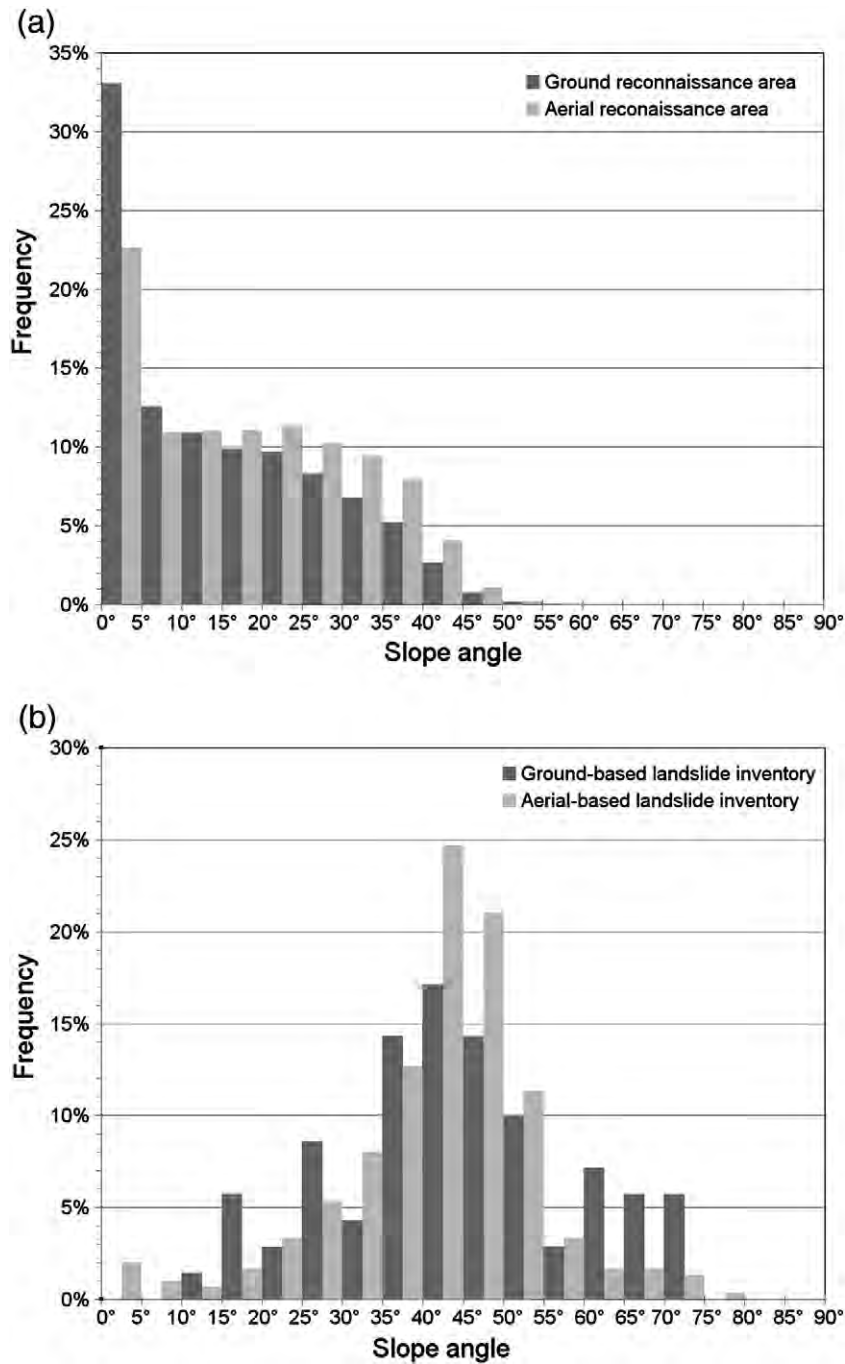 (a)
35%
30%
25%
20%
15%
10%
5%
0%
Frequency
Ground reconnaissance area
Aerial reconaissance area
0° 5° 10° 15° 20° 25° 30° 35° 40° 45° 50° 55° 60° 65° 70° 75° 80° 85° 90°
Slope angle
(b)
30%
25%
20%
15%
10%
5%
0%
Frequency
Ground-based landslide inventory
Aerial-based landslide inventory
0° 5° 10° 15° 20° 25° 30° 35° 40° 45° 50° 55° 60° 65° 70° 75° 80° 85° 90°
Slope angle